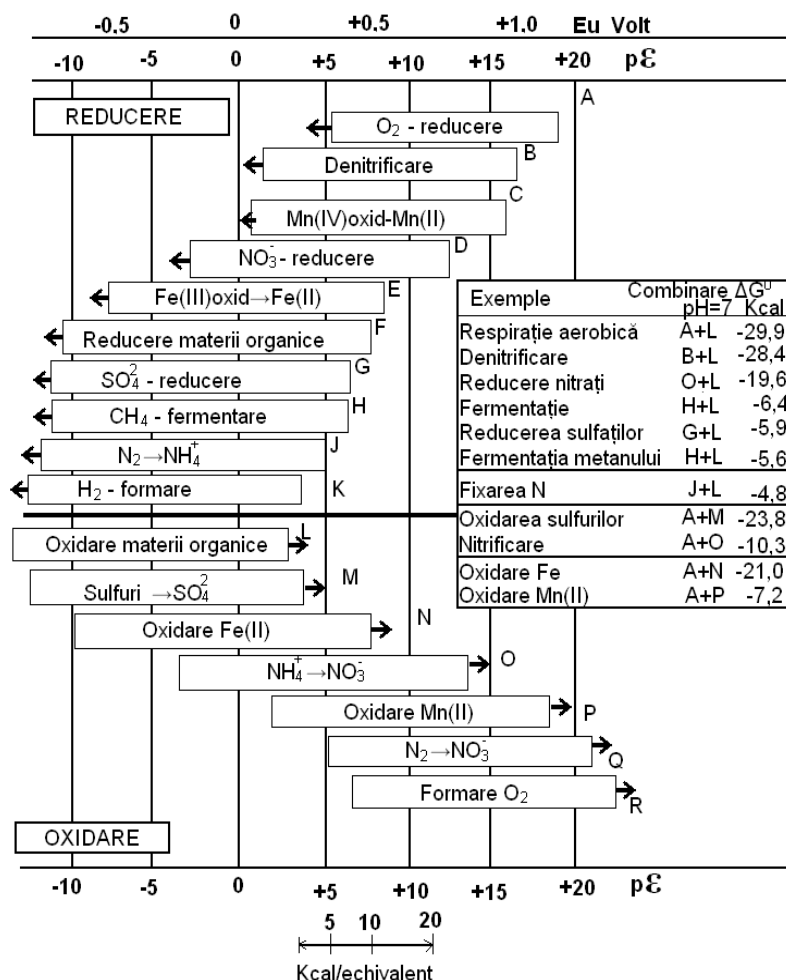 -0.5 0 +0.5 +1.0 Eu Volt
-10 -5 0 +5 +10 +15 +20 pε
REDUCERE
A
O₂ - reducere
Denitrificare B
C
Mn(IV)oxid-Mn(II)
NO₃⁻- reducere D
Fe(III)oxid→Fe(II) E
Reducere materii organice F
SO₄² - reducere G
CH₄ - fermentare H
N₂→NH₄⁺ J
H₂ - formare K
Exemple Combinare ΔG⁰
pH=7 Kcal
Respirație aerobică A+L -29,9
Denitrificare B+L -28,4
Reducere nitrați O+L -19,6
Fermentație H+L -6,4
Reducerea sulfaților G+L -5,9
Fermentația metanului H+L -5,6
Fixarea N J+L -4,8
Oxidarea sulfurilor A+M -23,8
Nitrificare A+O -10,3
Oxidare Fe A+N -21,0
Oxidare Mn(II) A+P -7,2
Oxidare materii organice L
Sulfuri →SO₄² M
Oxidare Fe(II) N
NH₄⁺→NO₃⁻ O
Oxidare Mn(II) P
N₂→NO₃⁻ Q
Formare O₂ R
OXIDARE
-10 -5 0 +5 +10 +15 +20 pε
5 10 20
Kcal/echivalent